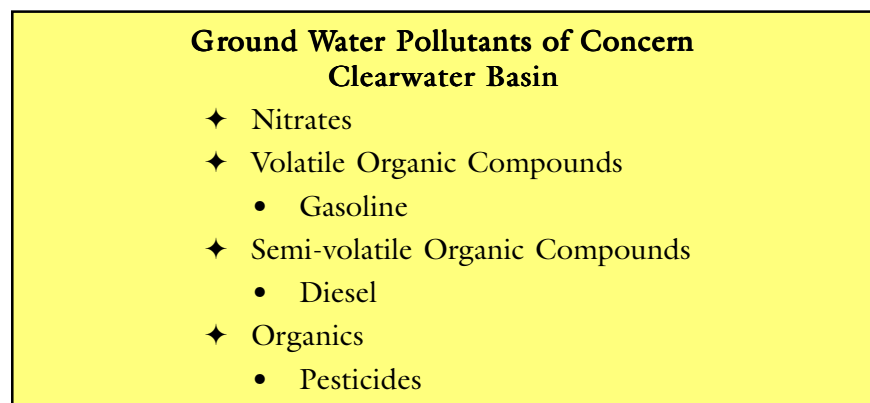 Ground Water Pollutants of Concern
Clearwater Basin
✦ Nitrates
✦ Volatile Organic Compounds
• Gasoline
✦ Semi-volatile Organic Compounds
• Diesel
✦ Organics
• Pesticides